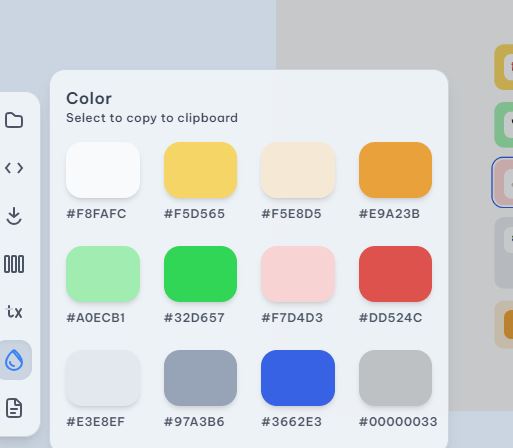 Color
Select to copy to clipboard
#F8FAFC #F5D565 #F5E8D5 #E9A23B
#A0ECB1 #32D657 #F7D4D3 #DD524C
#E3E8EF #97A3B6 #3662E3 #00000033